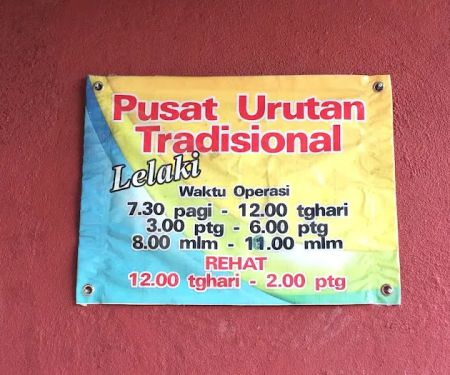 Pusat Urutan
Tradisional
Lelaki
Waktu Operasi
7.30 pagi - 12.00 tghari
3.00 ptg - 6.00 ptg
8.00 mlm - 11.00 mlm
REHAT
12.00 tghari - 2.00 ptg